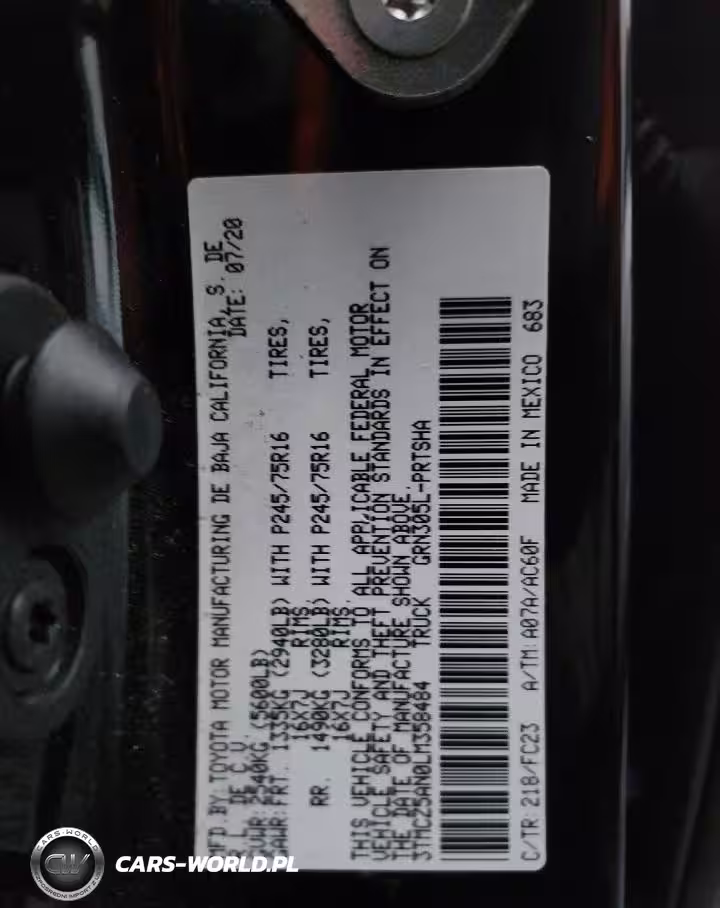 MFD.BY:TOYOTA MOTOR MANUFACTURING DE BAJA CALIFORNIA, S. DE
DATE: 07/20
GVWR: 2540KG (5600LB)
GAWR:FRT. 1335KG (2940LB) WITH P245/75R16 TIRES,
16X7J RIMS,
RR. 1490KG (3280LB) WITH P245/75R16 TIRES,
16X7J RIMS,
THIS VEHICLE CONFORMS TO ALL APPLICABLE FEDERAL MOTOR
VEHICLE SAFETY AND THEFT PREVENTION STANDARDS IN EFFECT ON
THE DATE OF MANUFACTURE SHOWN ABOVE.
3TMCZ5AN0LM358484 TRUCK GRN305L-PRTSHA
C/TR: 218/FC23 A/TM: A07A/AC60F MADE IN MEXICO 683
CARS-WORLD
CW
CARS-WORLD.PL